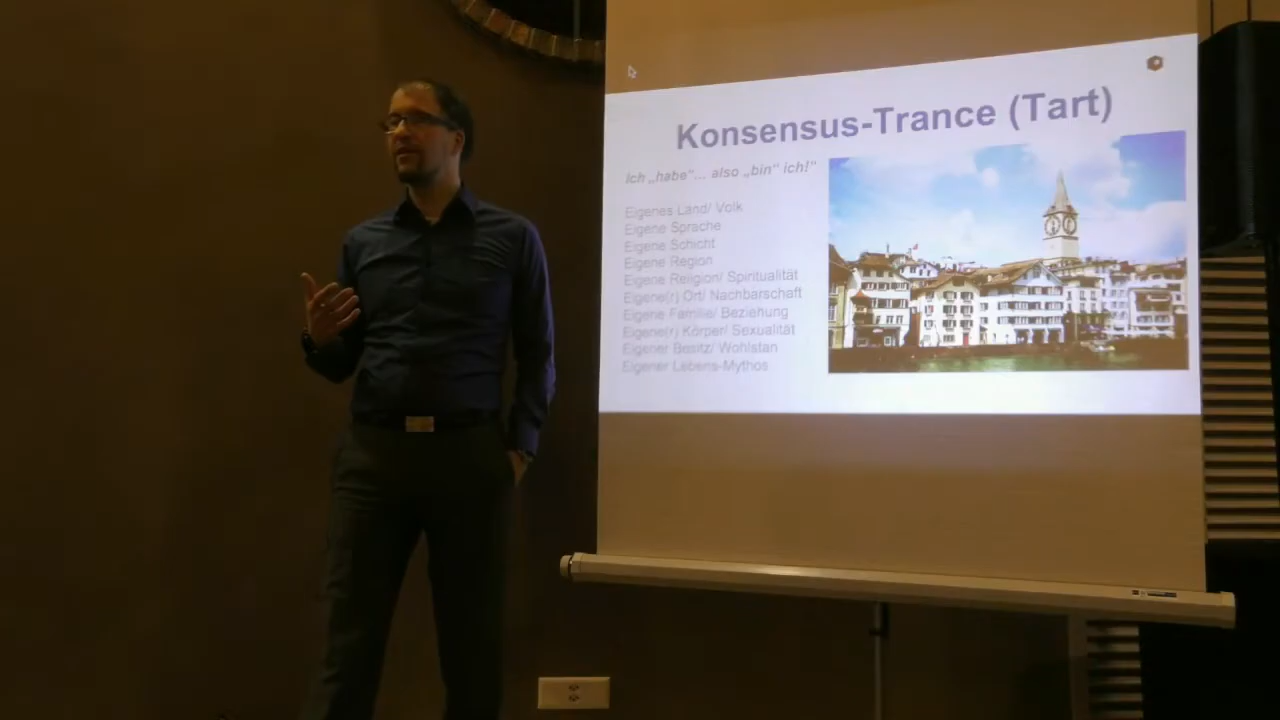 Konsensus-Trance (Tart)
Ich „habe“... also „bin“ ich!“
Eigenes Land/ Volk
Eigene Sprache
Eigene Schicht
Eigene Region
Eigene Religion/ Spiritualität
Eigene(r) Ort/ Nachbarschaft
Eigene Familie/ Beziehung
Eigene(r) Körper/ Sexualität
Eigener Besitz/ Wohlstan
Eigener Lebens-Mythos